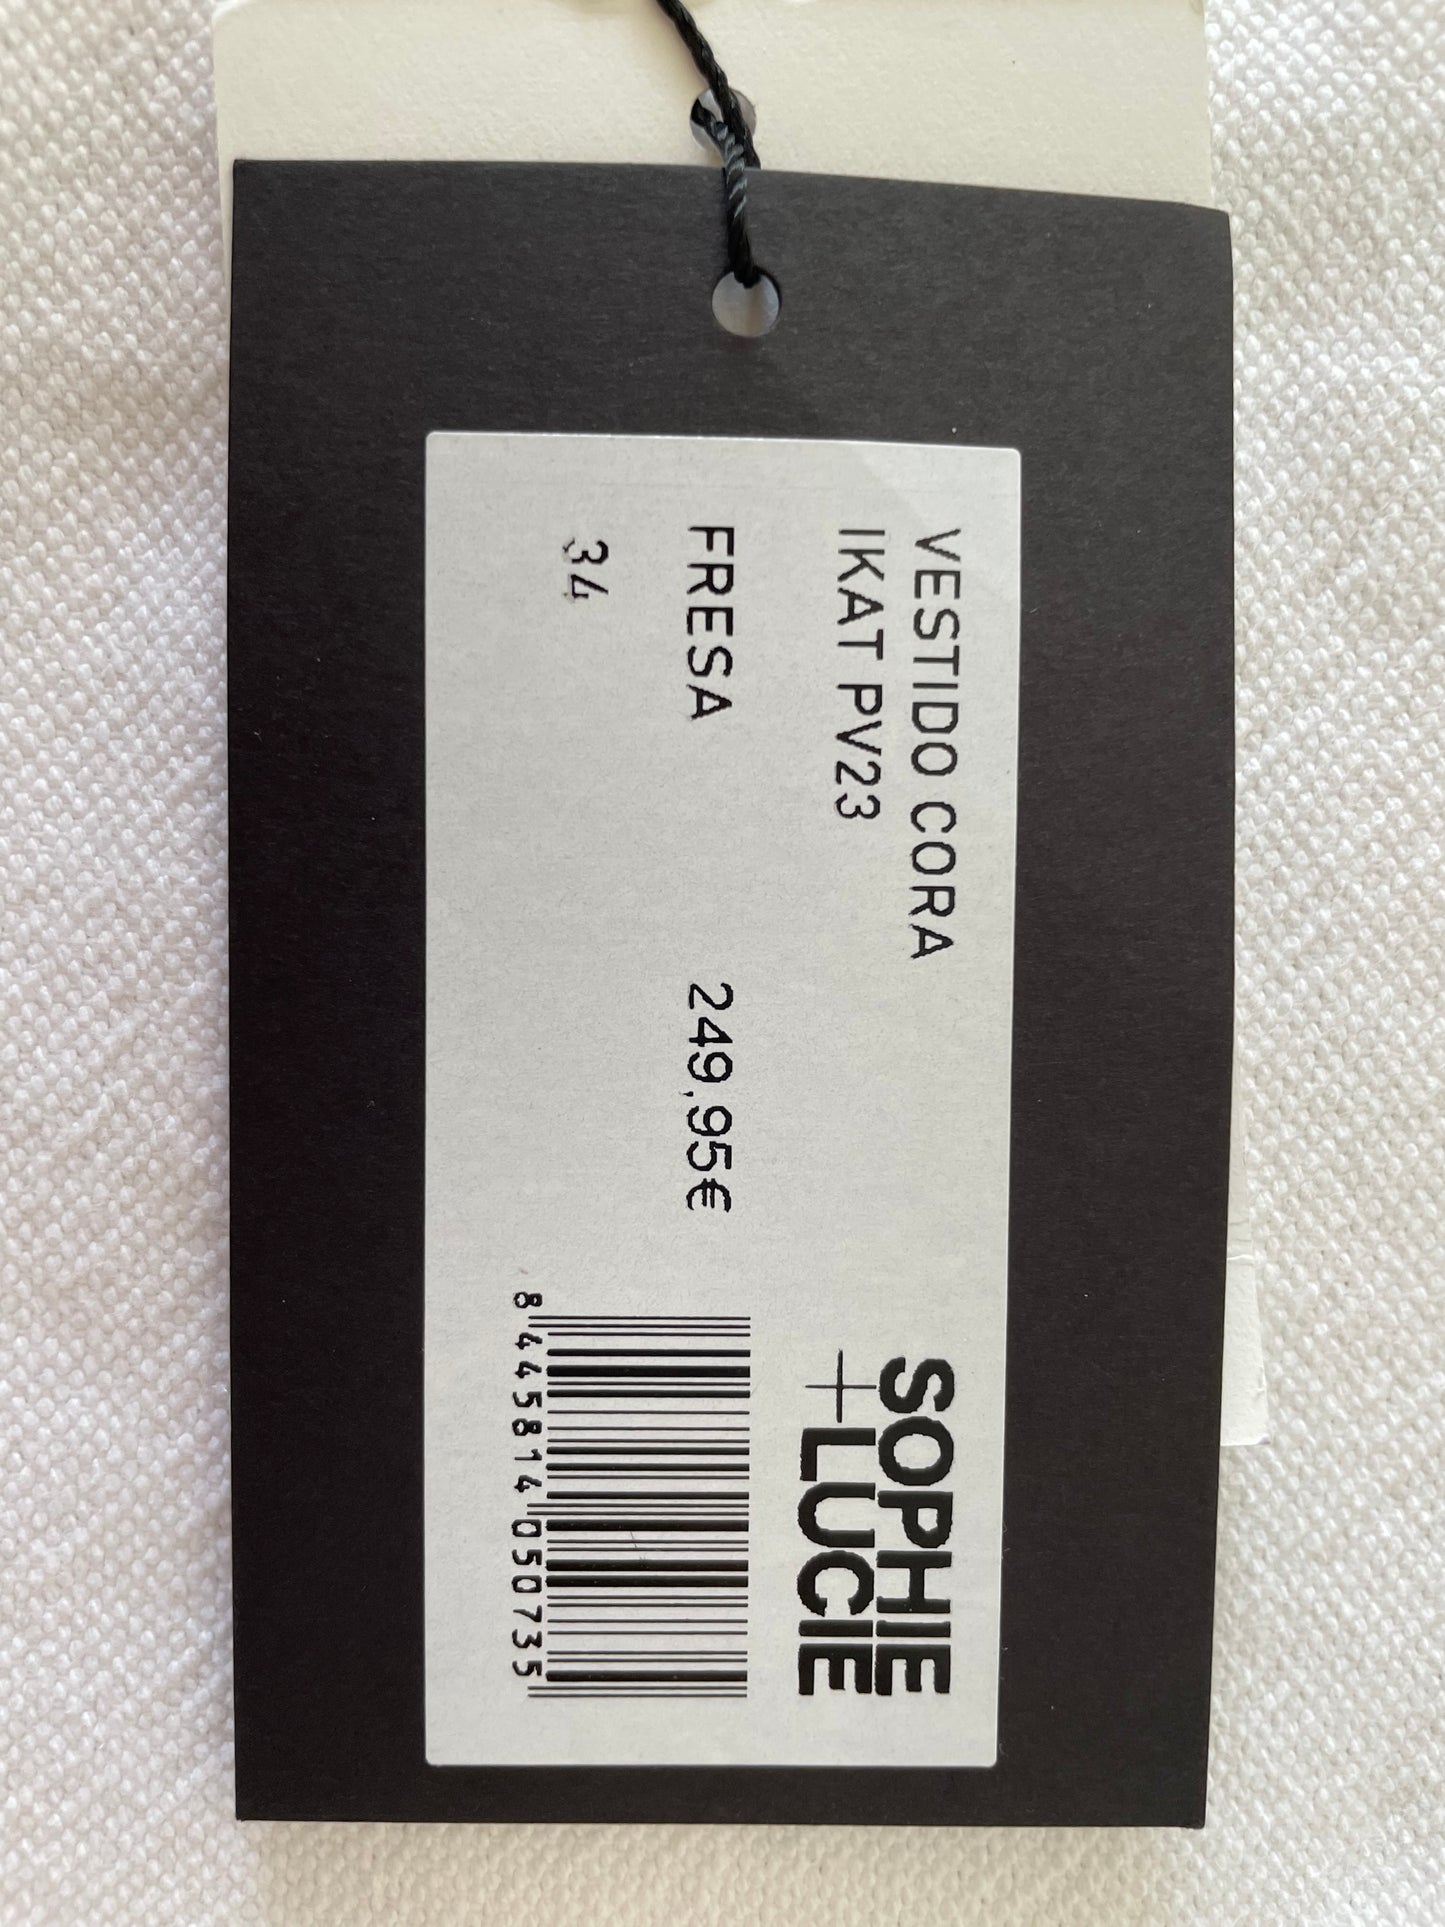 VESTIDO CORA
IKAT PV23
FRESA 249,95€
34
SOPHIE
+LUCIE
8 445814 050735